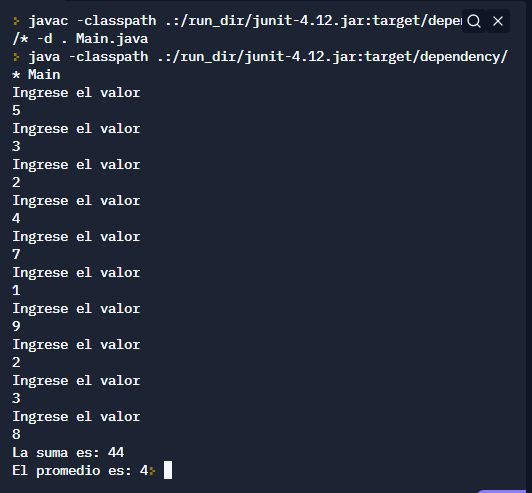 > javac -classpath .:/run_dir/junit-4.12.jar:target/
/* -d . Main.java
> java -classpath .:/run_dir/junit-4.12.jar:target/dependency/
* Main
Ingrese el valor
5
Ingrese el valor
3
Ingrese el valor
2
Ingrese el valor
4
Ingrese el valor
7
Ingrese el valor
1
Ingrese el valor
9
Ingrese el valor
2
Ingrese el valor
3
Ingrese el valor
8
La suma es: 44
El promedio es: 4>